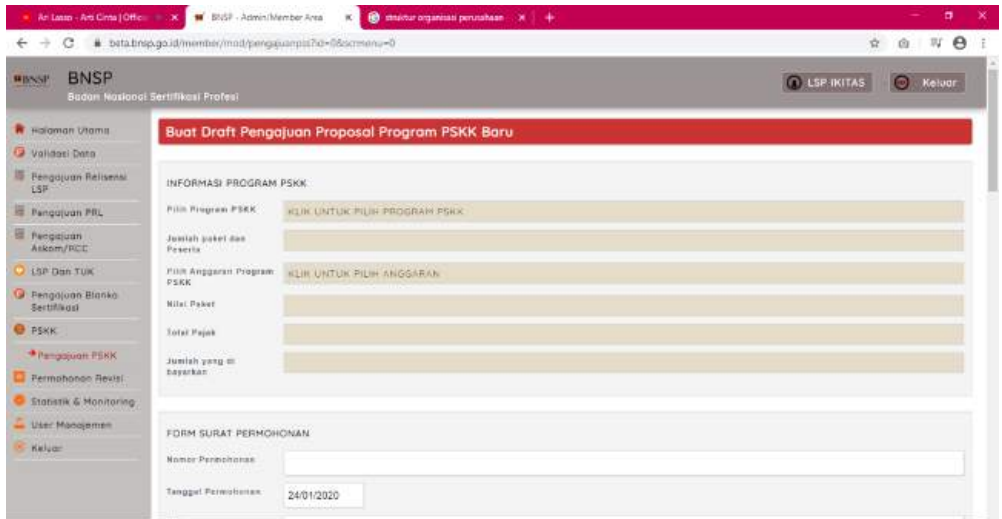 Ari Lasso - Arti Cinta | Offici
BNSP - Admin/Member Area
struktur organisasi perusahaan
beta.bnsp.go.id/member/mod/pengajuanpsi?id=0&scrmenu=0
BNSP
BNSP
Badan Nasional Sertifikasi Profesi
LSP IKITAS
Keluar
Halaman Utama
Validasi Data
Pengajuan Relisensi
LSP
Pengajuan PRL
Pengajuan
Askom/RCC
LSP Dan TUK
Pengajuan Blanko
Sertifikasi
PSKK
Pengajuan PSKK
Permohonan Revisi
Statistik & Monitoring
User Manajemen
Keluar
Buat Draft Pengajuan Proposal Program PSKK Baru
INFORMASI PROGRAM PSKK
Pilih Program PSKK
KLIK UNTUK PILIH PROGRAM PSKK
Jumlah paket dan
Peserta
Pilih Anggaran Program
PSKK
KLIK UNTUK PILIH ANGGARAN
Nilai Paket
Total Pajak
Jumlah yang di
bayarkan
FORM SURAT PERMOHONAN
Nomor Permohonan
Tanggal Permohonan
24/01/2020